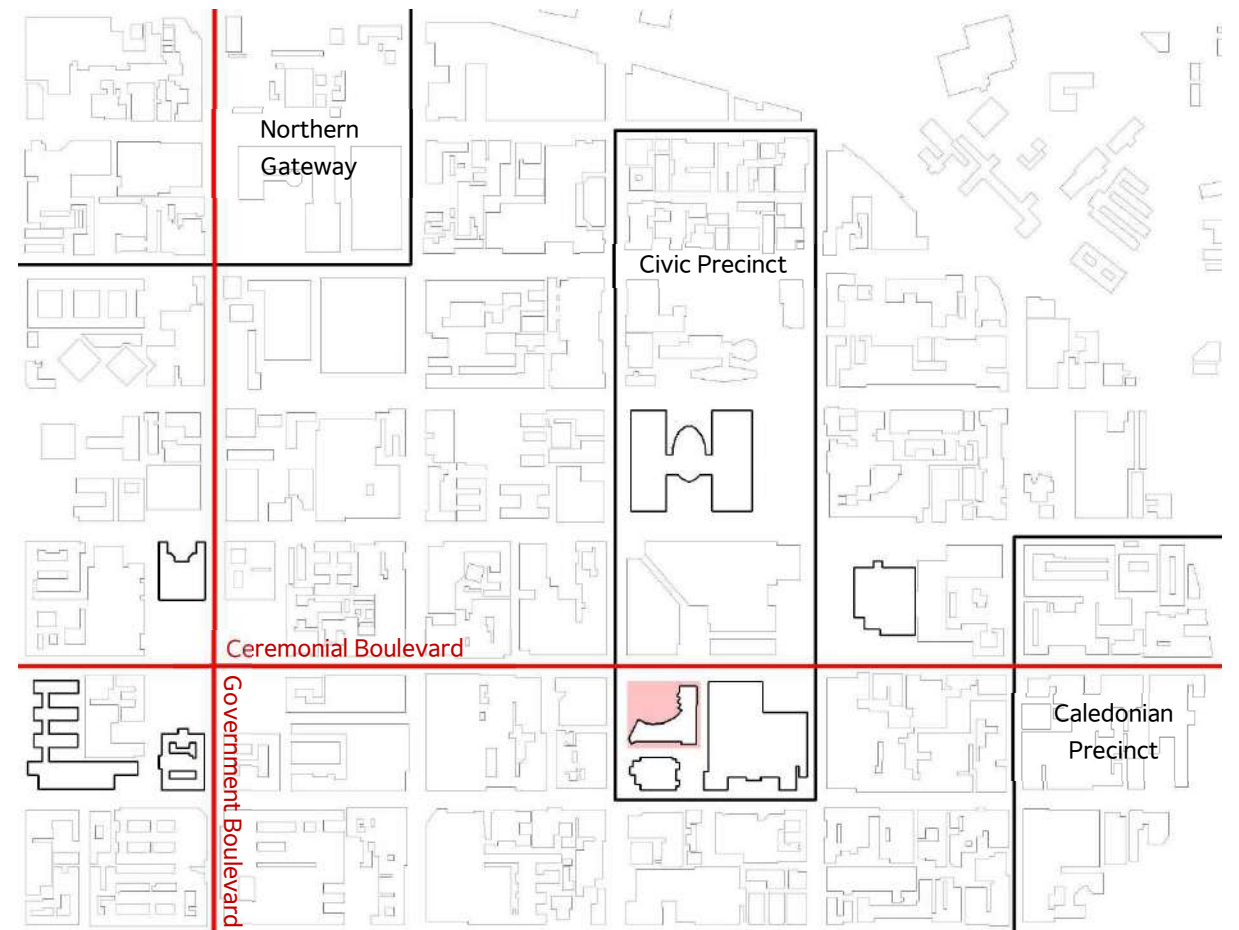 Northern
Gateway
Civic Precinct
Ceremonial Boulevard
Government Boulevard
Caledonian
Precinct